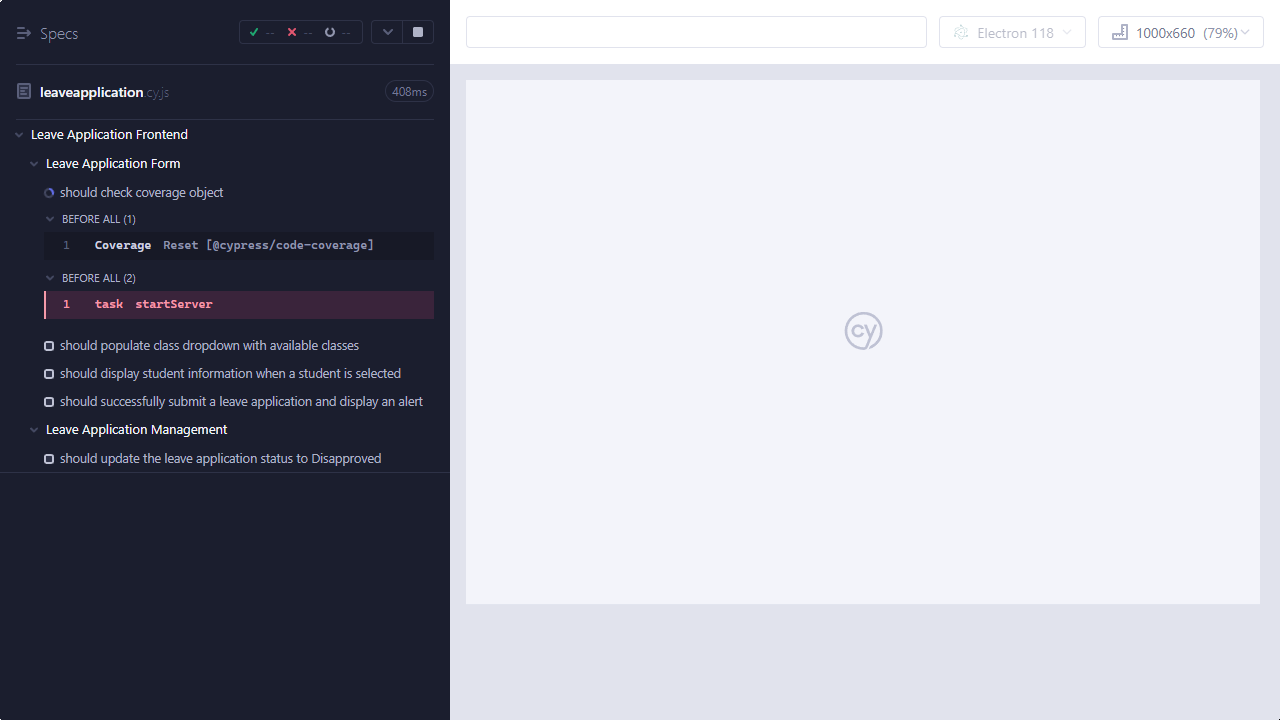 Specs
-- -- --
leaveapplication.cy.js 408ms
Leave Application Frontend
Leave Application Form
should check coverage object
BEFORE ALL (1)
1 Coverage Reset [@cypress/code-coverage]
BEFORE ALL (2)
1 task startServer
should populate class dropdown with available classes
should display student information when a student is selected
should successfully submit a leave application and display an alert
Leave Application Management
should update the leave application status to Disapproved
Electron 118
1000x660 (79%)
cy